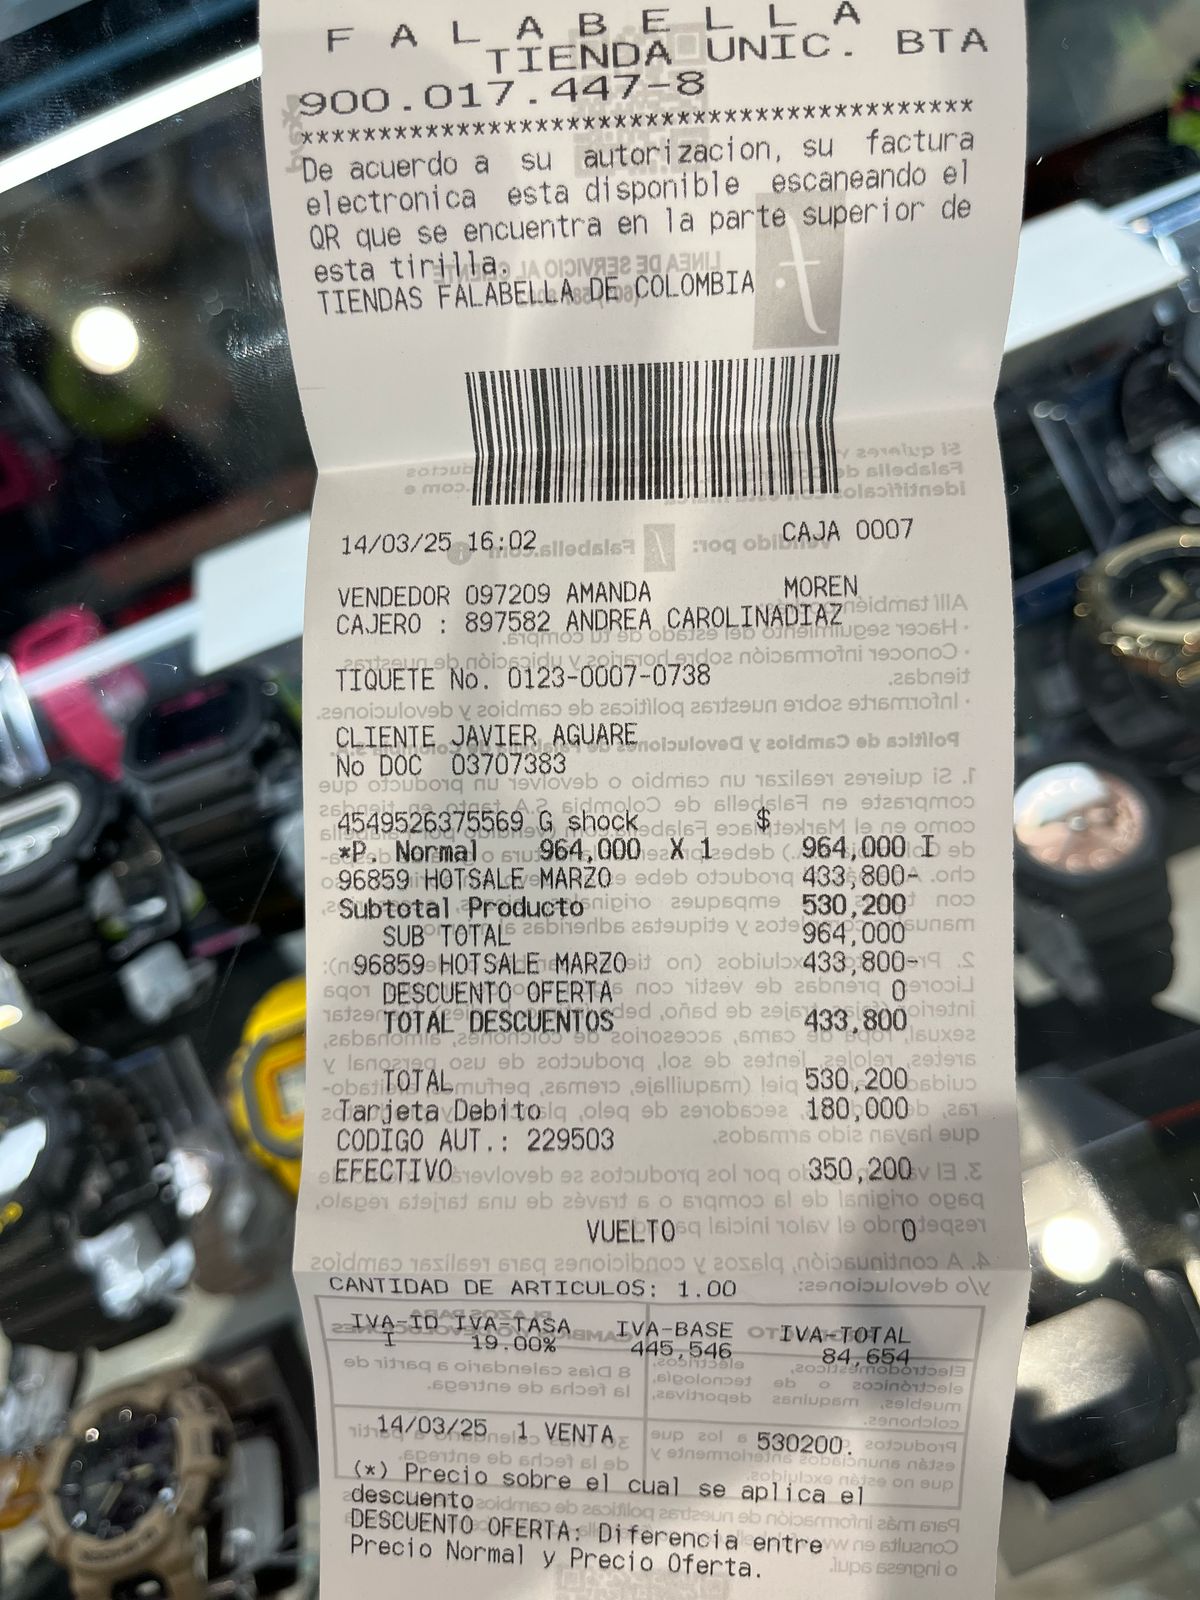 F A L A B E L L A
TIENDA UNIC. BTA
900.017.447-8
******************************************
De acuerdo a su autorizacion, su factura
electronica esta disponible escaneando el
QR que se encuentra en la parte superior de
esta tirilla.
TIENDAS FALABELLA DE COLOMBIA
14/03/25 16:02 CAJA 0007
VENDEDOR 097209 AMANDA MOREN
CAJERO : 897582 ANDREA CAROLINADIAZ
TIQUETE No. 0123-0007-0738
CLIENTE JAVIER AGUARE
No DOC 03707383
4549526375569 G shock $
*P. Normal 964,000 X 1 964,000 I
96859 HOTSALE MARZO 433,800-
Subtotal Producto 530,200
SUB TOTAL 964,000
96859 HOTSALE MARZO 433,800-
DESCUENTO OFERTA 0
TOTAL DESCUENTOS 433,800
TOTAL 530,200
Tarjeta Debito 180,000
CODIGO AUT.: 229503
EFECTIVO 350,200
VUELTO 0
CANTIDAD DE ARTICULOS: 1.00
IVA-ID IVA-TASA IVA-BASE IVA-TOTAL
I 19.00% 445,546 84,654
14/03/25 1 VENTA 530200.
(*) Precio sobre el cual se aplica el
descuento
DESCUENTO OFERTA: Diferencia entre
Precio Normal y Precio Oferta.